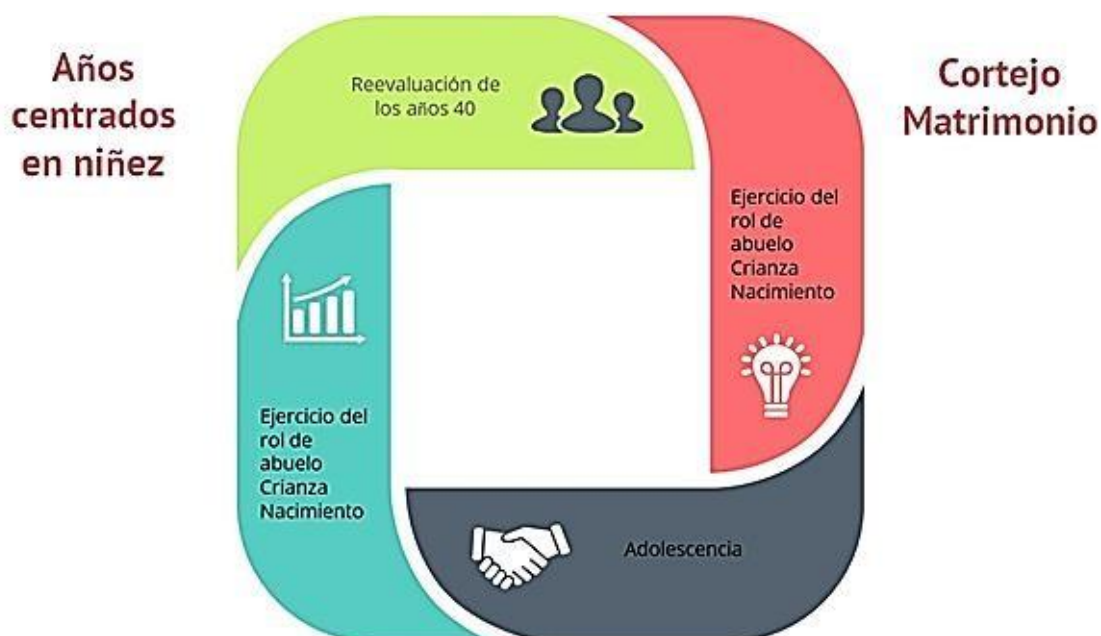 Años
centrados
en niñez
Reevaluación de
los años 40
Cortejo
Matrimonio
Ejercicio del
rol de
abuelo
Crianza
Nacimiento
Ejercicio del
rol de
abuelo
Crianza
Nacimiento
Adolescencia